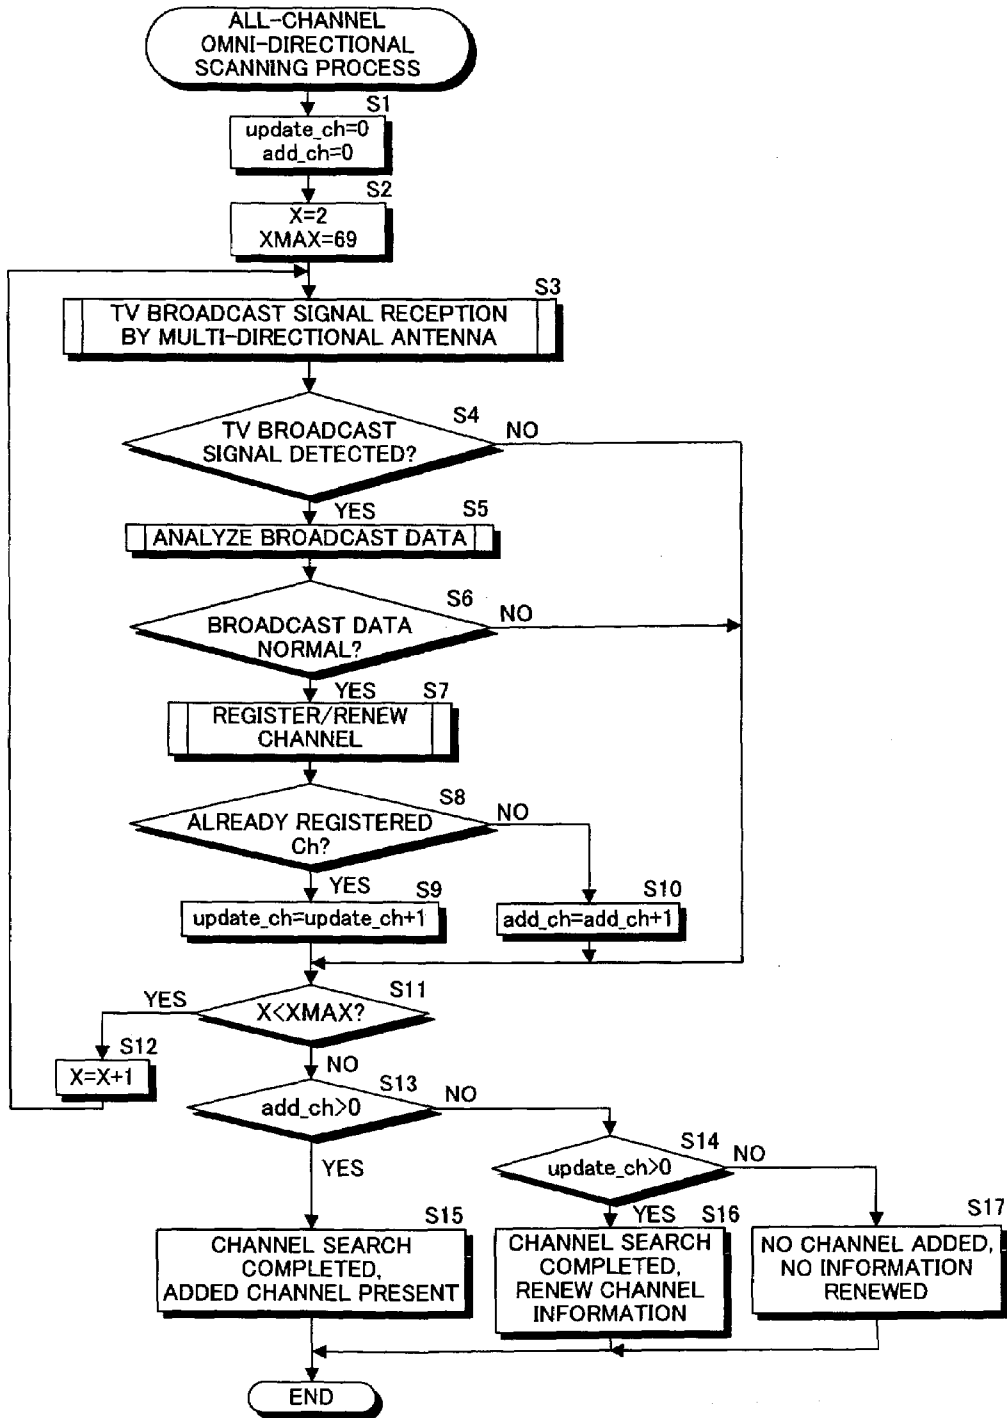 ALL-CHANNEL
OMNI-DIRECTIONAL
SCANNING PROCESS
S1
update_ch=0
add_ch=0
S2
X=2
XMAX=69
S3
TV BROADCAST SIGNAL RECEPTION
BY MULTI-DIRECTIONAL ANTENNA
S4
NO
TV BROADCAST
SIGNAL DETECTED?
YES
S5
ANALYZE BROADCAST DATA
S6
NO
BROADCAST DATA
NORMAL?
YES
S7
REGISTER/RENEW
CHANNEL
S8
NO
ALREADY REGISTERED
Ch?
YES
S9
update_ch=update_ch+1
S10
add_ch=add_ch+1
S11
YES
X<XMAX?
S12
X=X+1
NO
S13
NO
add_ch>0
YES
S14
NO
update_ch>0
S15
CHANNEL SEARCH
COMPLETED,
ADDED CHANNEL PRESENT
YES
S16
CHANNEL SEARCH
COMPLETED,
RENEW CHANNEL
INFORMATION
S17
NO CHANNEL ADDED,
NO INFORMATION
RENEWED
END